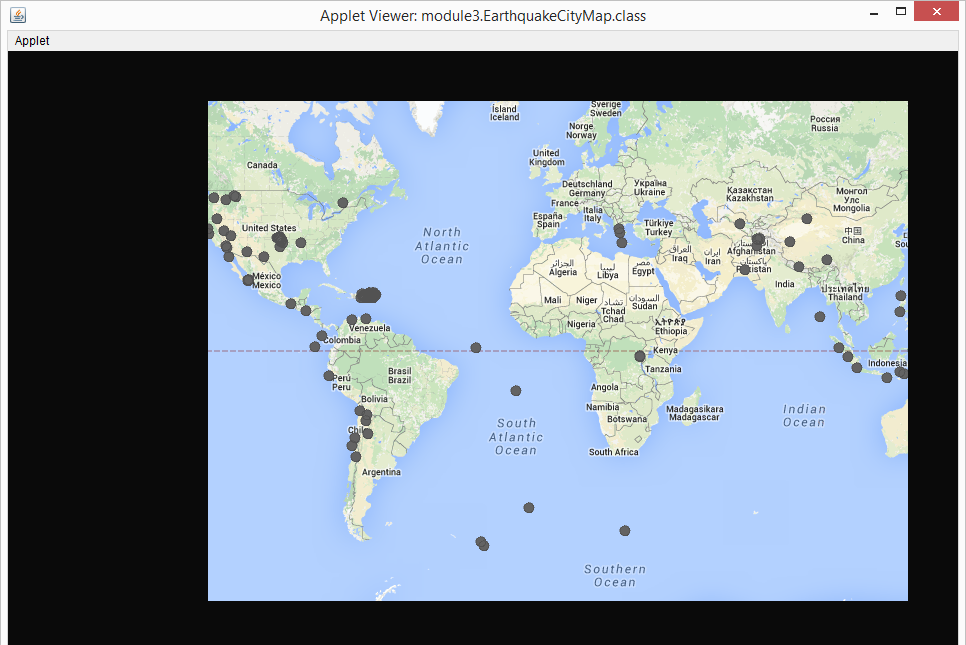 Applet Viewer: module3.EarthquakeCityMap.class
Applet
Ísland
Iceland
Sverige
Sweden
Norge
Norway
Россия
Russia
Canada
United
Kingdom
Deutschland
Germany
Україна
Ukraine
Қазақстан
Kazakhstan
Монгол
Улс
Mongolia
France
Italia
Italy
España
Spain
Türkiye
Turkey
United States
North
Atlantic
Ocean
中国
China
العراق
Iraq
ایران
Iran
Afghanistan
الجزائر
Algeria
ليبيا
Libya
مصر
Egypt
Pakistan
México
Mexico
India
ประเทศไทย
Thailand
Mali
Niger
تشاد
Tchad
Chad
السودان
Sudan
Nigeria
ኢትዮጵያ
Ethiopia
Venezuela
Colombia
Kenya
Indonesia
Tanzania
Perú
Peru
Brasil
Brazil
Angola
Bolivia
Namibia
Botswana
Madagasikara
Madagascar
Indian
Ocean
South
Atlantic
Ocean
South Africa
Argentina
Southern
Ocean